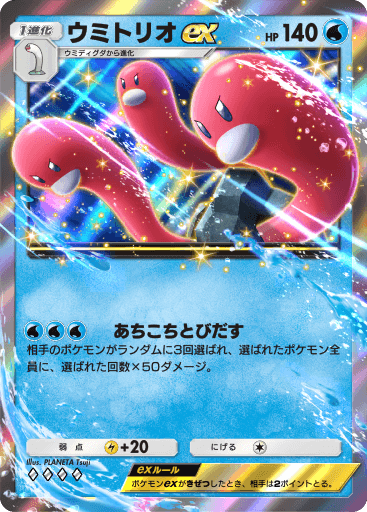 1進化 ウミトリオex HP 140
ウミディグダから進化
あちこちとびだす
相手のポケモンがランダムに3回選ばれ、選ばれたポケモン全
員に、選ばれた回数×50ダメージ。
弱点 +20 にげる
Illus. PLANETA Tsuji
exルール
ポケモンexがきぜつしたとき、相手は2ポイントとる。